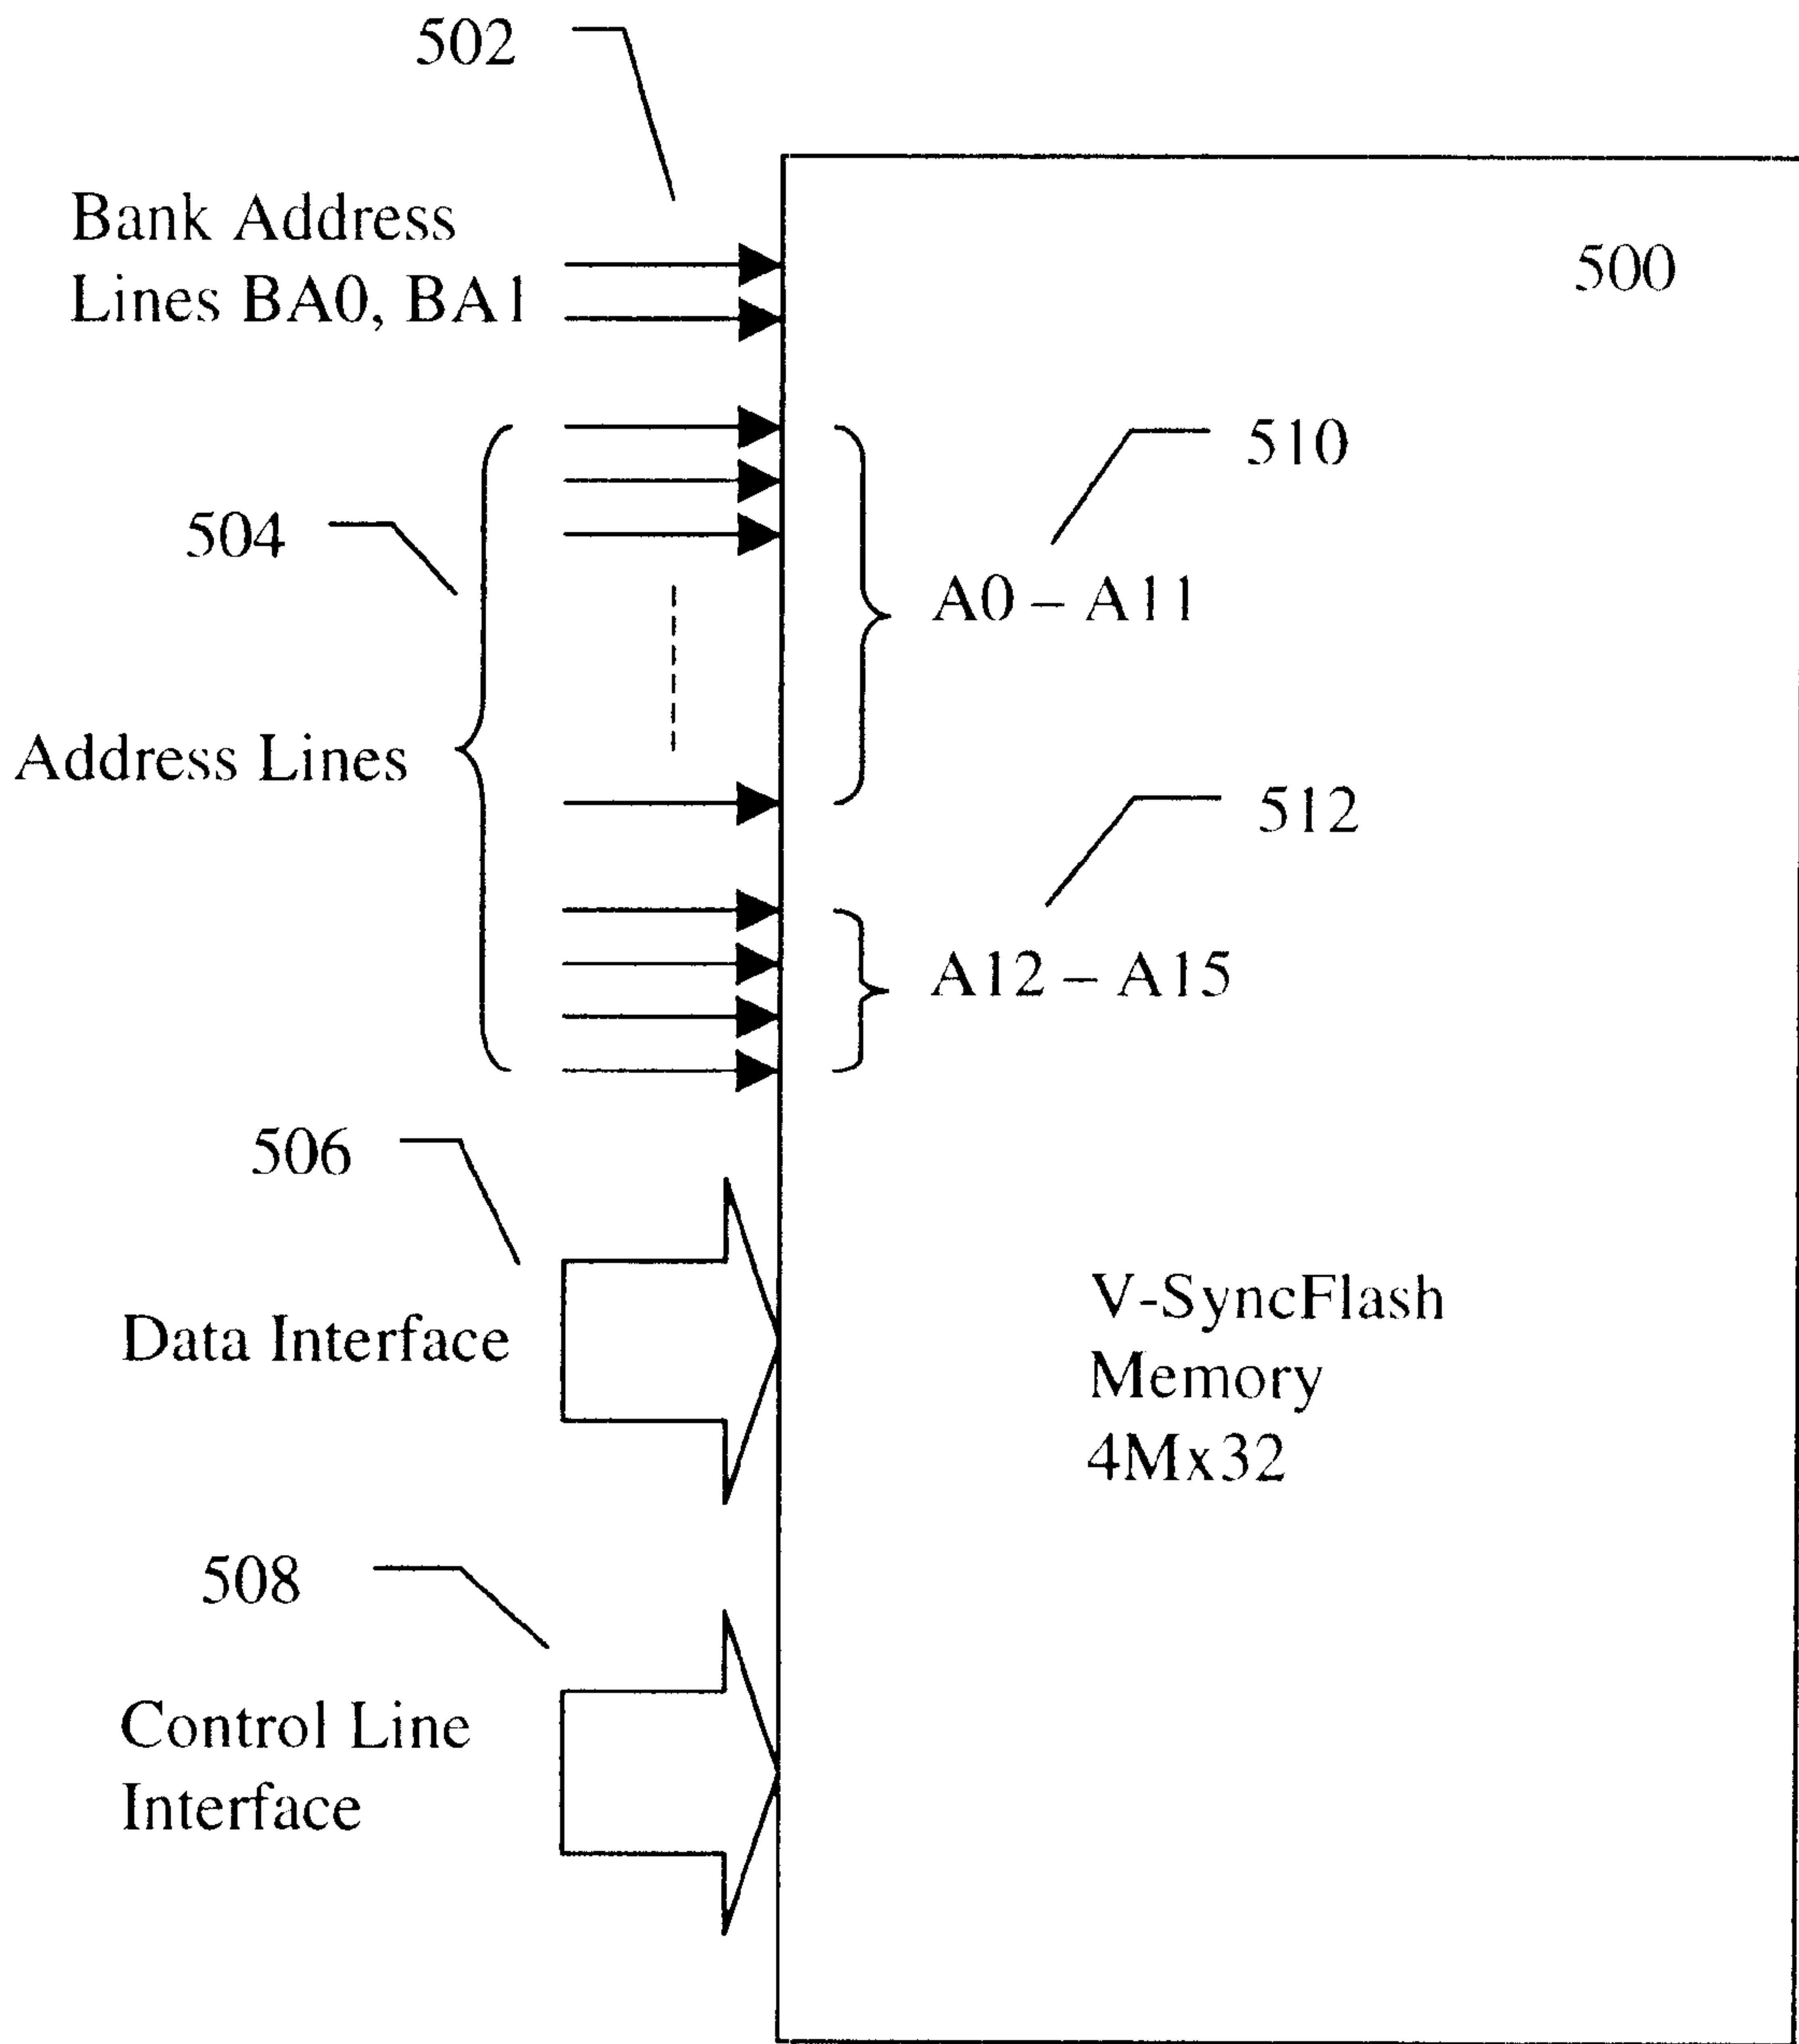 502
Bank Address
Lines BA0, BA1
500
510
504
A0 – A11
Address Lines
512
A12 – A15
506
Data Interface
V-SyncFlash
Memory
4Mx32
508
Control Line
Interface